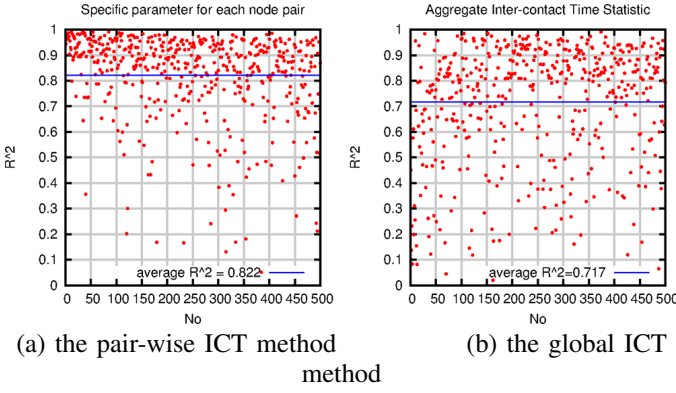 Specific parameter for each node pair
1
0.9
0.8
0.7
0.6
0.5
0.4
0.3
0.2
0.1
0
R^2
average R^2 = 0.822
0 50 100 150 200 250 300 350 400 450 500
No
(a) the pair-wise ICT method
Aggregate Inter-contact Time Statistic
1
0.9
0.8
0.7
0.6
0.5
0.4
0.3
0.2
0.1
0
R^2
average R^2=0.717
0 50 100 150 200 250 300 350 400 450 500
No
(b) the global ICT
method